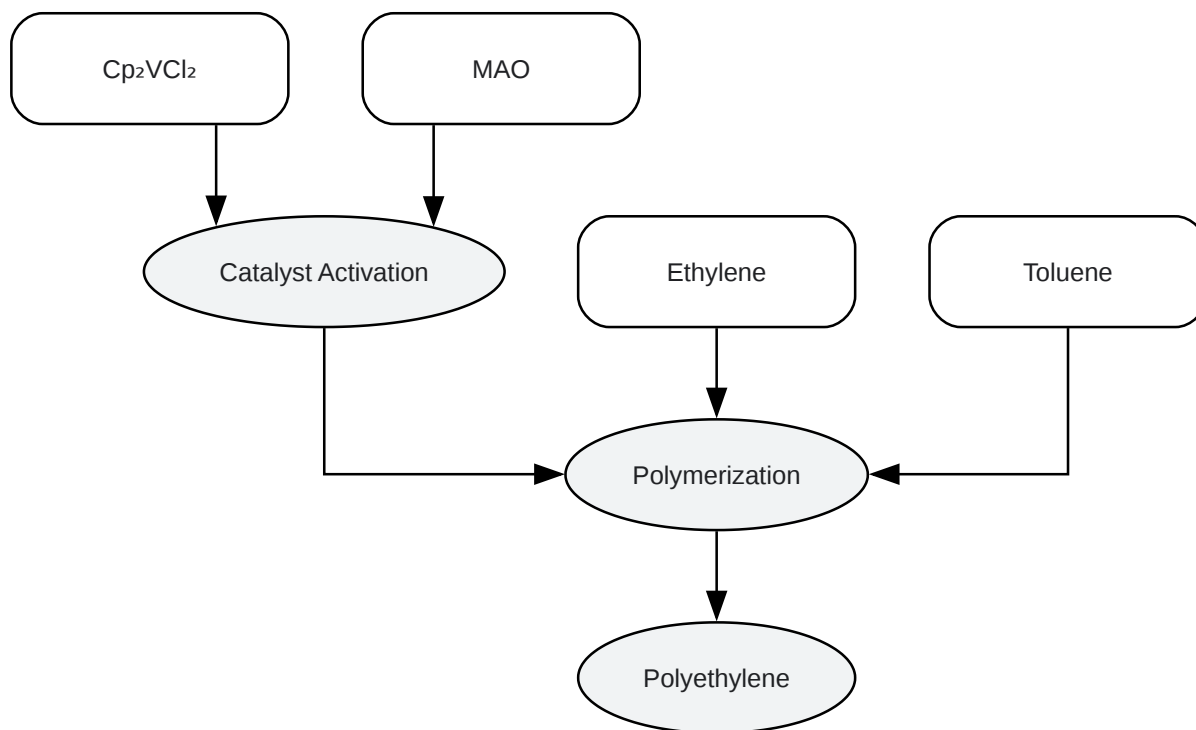 Cp₂VCl₂
MAO
Catalyst Activation
Ethylene
Toluene
Polymerization
Polyethylene